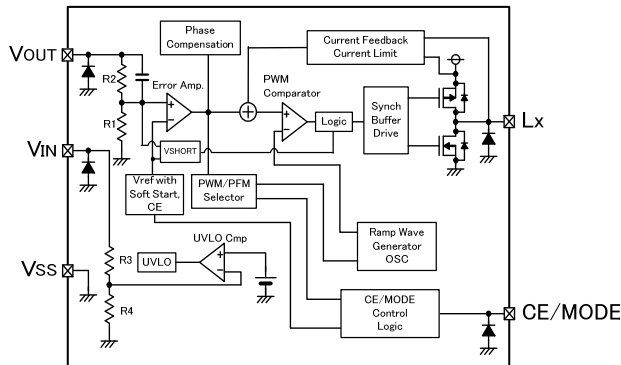 Phase
Compensation
Current Feedback
Current Limit
VOUT
R2
Error Amp.
PWM
Comparator
+
−
+
+
−
Logic
Synch
Buffer
Drive
Lx
R1
VSHORT
VIN
Vref with
Soft Start,
CE
PWM/PFM
Selector
Ramp Wave
Generator
OSC
UVLO Cmp
R3
UVLO
+
−
VSS
R4
CE/MODE
Control
Logic
CE/MODE